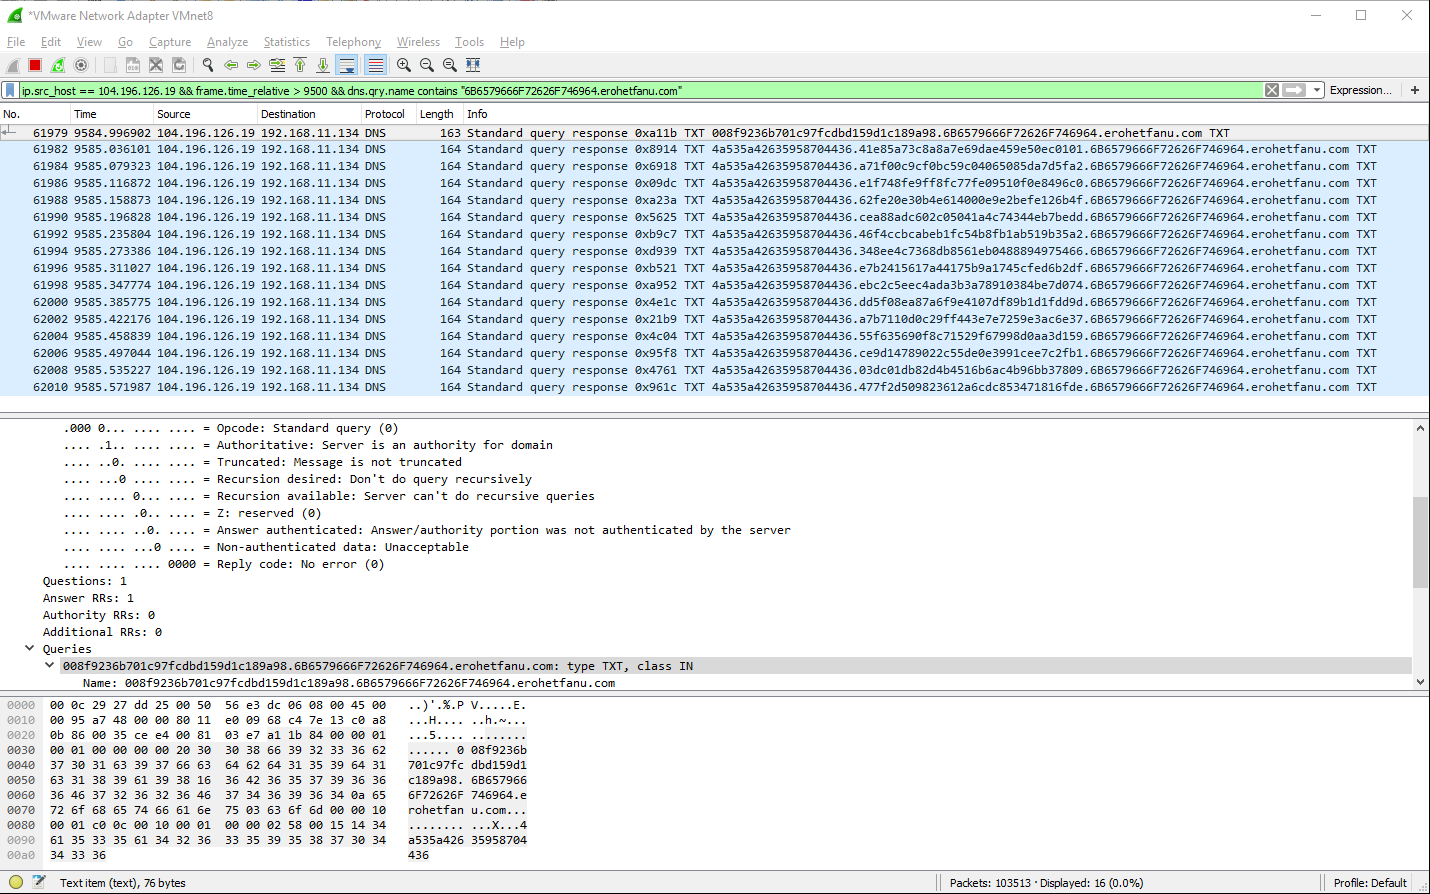 *VMware Network Adapter VMnet8
File Edit View Go Capture Analyze Statistics Telephony Wireless Tools Help
ip.src_host == 104.196.126.19 && frame.time_relative > 9500 && dns.qry.name contains "6B6579666F72626F746964.erohetfanu.com"
Expression... +
No. Time Source Destination Protocol Length Info
61979 9584.996902 104.196.126.19 192.168.11.134 DNS 163 Standard query response 0xa11b TXT 008f9236b701c97fcdbd159d1c189a98.6B6579666F72626F746964.erohetfanu.com TXT
61982 9585.036101 104.196.126.19 192.168.11.134 DNS 164 Standard query response 0x8914 TXT 4a535a42635958704436.41e85a73c8a8a7e69dae459e50ec0101.6B6579666F72626F746964.erohetfanu.com TXT
61984 9585.079323 104.196.126.19 192.168.11.134 DNS 164 Standard query response 0x6918 TXT 4a535a42635958704436.a71f00c9cf0bc59c04065085da7d5fa2.6B6579666F72626F746964.erohetfanu.com TXT
61986 9585.116872 104.196.126.19 192.168.11.134 DNS 164 Standard query response 0x09dc TXT 4a535a42635958704436.e1f748fe9ff8fc77fe09510f0e8496c0.6B6579666F72626F746964.erohetfanu.com TXT
61988 9585.158873 104.196.126.19 192.168.11.134 DNS 164 Standard query response 0xa23a TXT 4a535a42635958704436.62fe20e30b4e614000e9e2befe126b4f.6B6579666F72626F746964.erohetfanu.com TXT
61990 9585.196828 104.196.126.19 192.168.11.134 DNS 164 Standard query response 0x5625 TXT 4a535a42635958704436.cea88adc602c05041a4c74344eb7bedd.6B6579666F72626F746964.erohetfanu.com TXT
61992 9585.235804 104.196.126.19 192.168.11.134 DNS 164 Standard query response 0xb9c7 TXT 4a535a42635958704436.46f4ccbcabeb1fc54b8fb1ab519b35a2.6B6579666F72626F746964.erohetfanu.com TXT
61994 9585.273386 104.196.126.19 192.168.11.134 DNS 164 Standard query response 0xd939 TXT 4a535a42635958704436.348ee4c7368db8561eb0488894975466.6B6579666F72626F746964.erohetfanu.com TXT
61996 9585.311027 104.196.126.19 192.168.11.134 DNS 164 Standard query response 0xb521 TXT 4a535a42635958704436.e7b2415617a44175b9a1745cfed6b2df.6B6579666F72626F746964.erohetfanu.com TXT
61998 9585.347774 104.196.126.19 192.168.11.134 DNS 164 Standard query response 0xa952 TXT 4a535a42635958704436.ebc2c5eec4ada3b3a78910384be7d074.6B6579666F72626F746964.erohetfanu.com TXT
62000 9585.385775 104.196.126.19 192.168.11.134 DNS 164 Standard query response 0x4e1c TXT 4a535a42635958704436.dd5f08ea87a6f9e4107df89b1d1fdd9d.6B6579666F72626F746964.erohetfanu.com TXT
62002 9585.422176 104.196.126.19 192.168.11.134 DNS 164 Standard query response 0x21b9 TXT 4a535a42635958704436.a7b7110d0c29ff443e7e7259e3ac6e37.6B6579666F72626F746964.erohetfanu.com TXT
62004 9585.458839 104.196.126.19 192.168.11.134 DNS 164 Standard query response 0x4c04 TXT 4a535a42635958704436.55f635690f8c71529f67998d0aa3d159.6B6579666F72626F746964.erohetfanu.com TXT
62006 9585.497044 104.196.126.19 192.168.11.134 DNS 164 Standard query response 0x95f8 TXT 4a535a42635958704436.ce9d14789022c55de0e3991cee7c2fb1.6B6579666F72626F746964.erohetfanu.com TXT
62008 9585.535227 104.196.126.19 192.168.11.134 DNS 164 Standard query response 0x4761 TXT 4a535a42635958704436.03dc01db82d4b4516b6ac4b96bb37809.6B6579666F72626F746964.erohetfanu.com TXT
62010 9585.571987 104.196.126.19 192.168.11.134 DNS 164 Standard query response 0x961c TXT 4a535a42635958704436.477f2d509823612a6cdc853471816fde.6B6579666F72626F746964.erohetfanu.com TXT
.000 0... .... .... = Opcode: Standard query (0)
.... .1.. .... .... = Authoritative: Server is an authority for domain
.... ..0. .... .... = Truncated: Message is not truncated
.... ...0 .... .... = Recursion desired: Don't do query recursively
.... .... 0... .... = Recursion available: Server can't do recursive queries
.... .... .0.. .... = Z: reserved (0)
.... .... ..0. .... = Answer authenticated: Answer/authority portion was not authenticated by the server
.... .... ...0 .... = Non-authenticated data: Unacceptable
.... .... .... 0000 = Reply code: No error (0)
Questions: 1
Answer RRs: 1
Authority RRs: 0
Additional RRs: 0
Queries
008f9236b701c97fcdbd159d1c189a98.6B6579666F72626F746964.erohetfanu.com: type TXT, class IN
Name: 008f9236b701c97fcdbd159d1c189a98.6B6579666F72626F746964.erohetfanu.com
0000 00 0c 29 27 dd 25 00 50 56 e3 dc 06 08 00 45 00 ..)'.%.P V.....E.
0010 00 95 a7 48 00 00 80 11 e0 09 68 c4 7e 13 c0 a8 ...H.... ..h.~...
0020 0b 86 00 35 ce e4 00 81 03 e7 a1 1b 84 00 00 01 ...5.... ........
0030 00 01 00 00 00 00 20 30 30 38 66 39 32 33 36 62 ...... 0 08f9236b
0040 37 30 31 63 39 37 66 63 64 62 64 31 35 39 64 31 701c97fc dbd159d1
0050 63 31 38 39 61 39 38 16 36 42 36 35 37 39 36 36 c189a98. 6B657966
0060 36 46 37 32 36 32 36 46 37 34 36 39 36 34 0a 65 6F72626F 746964.e
0070 72 6f 68 65 74 66 61 6e 75 03 63 6f 6d 00 00 10 rohetfan u.com...
0080 00 01 c0 0c 00 10 00 01 00 00 02 58 00 15 14 34 ........ ...X...4
0090 61 35 33 35 61 34 32 36 33 35 39 35 38 37 30 34 a535a426 35958704
00a0 34 33 36 436
Text item (text), 76 bytes
Packets: 103513 · Displayed: 16 (0.0%)
Profile: Default